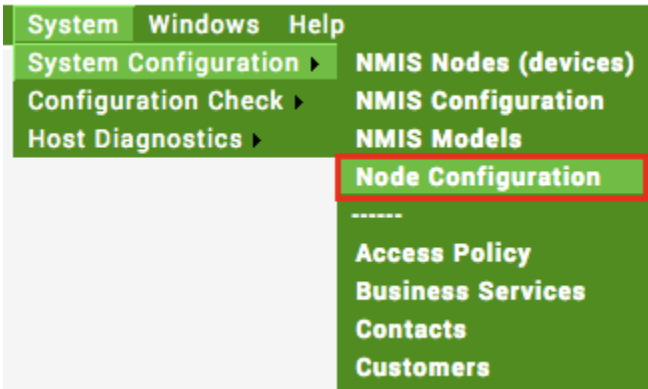 System Windows Help
System Configuration
Configuration Check
Host Diagnostics
NMIS Nodes (devices)
NMIS Configuration
NMIS Models
Node Configuration
------
Access Policy
Business Services
Contacts
Customers